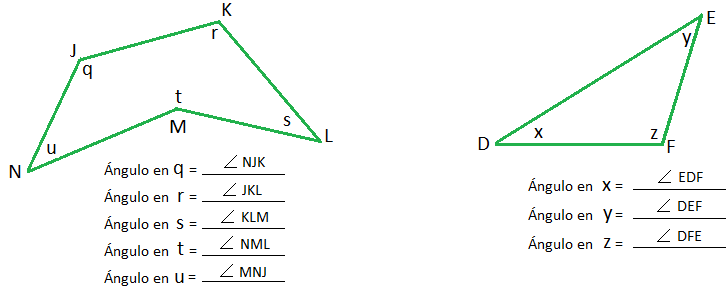 K
J
r
q
t
s
M
L
u
N
Ángulo en q = ∠ NJK
Ángulo en r = ∠ JKL
Ángulo en s = ∠ KLM
Ángulo en t = ∠ NML
Ángulo en u = ∠ MNJ
E
y
D
x
z
F
Ángulo en x = ∠ EDF
Ángulo en y = ∠ DEF
Ángulo en z = ∠ DFE